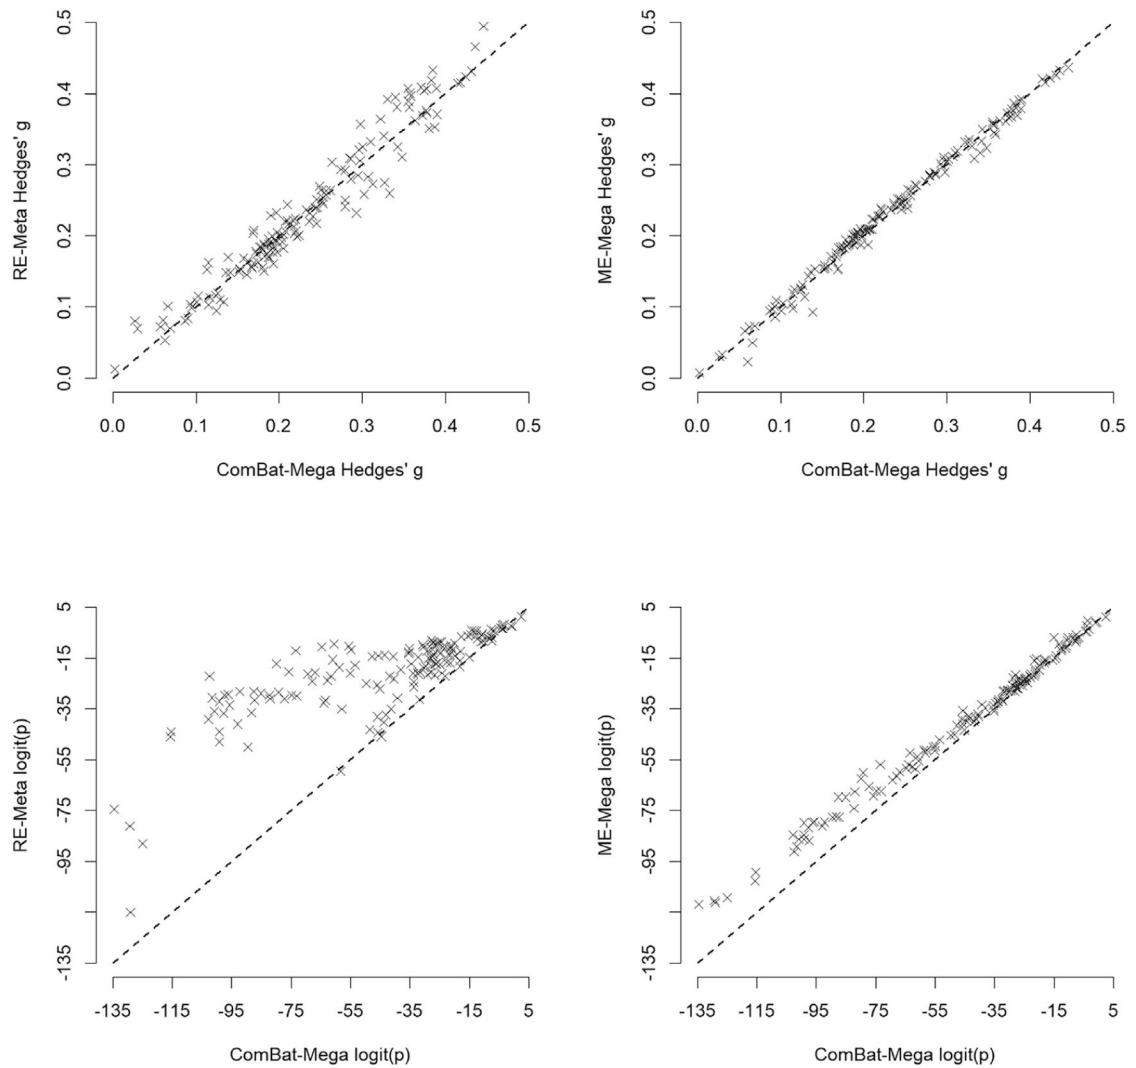 0.5
0.4
0.3
0.2
0.1
0.0
RE-Meta Hedges' g
0.0 0.1 0.2 0.3 0.4 0.5
ComBat-Mega Hedges' g
0.5
0.4
0.3
0.2
0.1
0.0
ME-Mega Hedges' g
0.0 0.1 0.2 0.3 0.4 0.5
ComBat-Mega Hedges' g
5
-15
-35
-55
-75
-95
-135
RE-Meta logit(p)
-135 -115 -95 -75 -55 -35 -15 5
ComBat-Mega logit(p)
5
-15
-35
-55
-75
-95
-135
ME-Mega logit(p)
-135 -115 -95 -75 -55 -35 -15 5
ComBat-Mega logit(p)